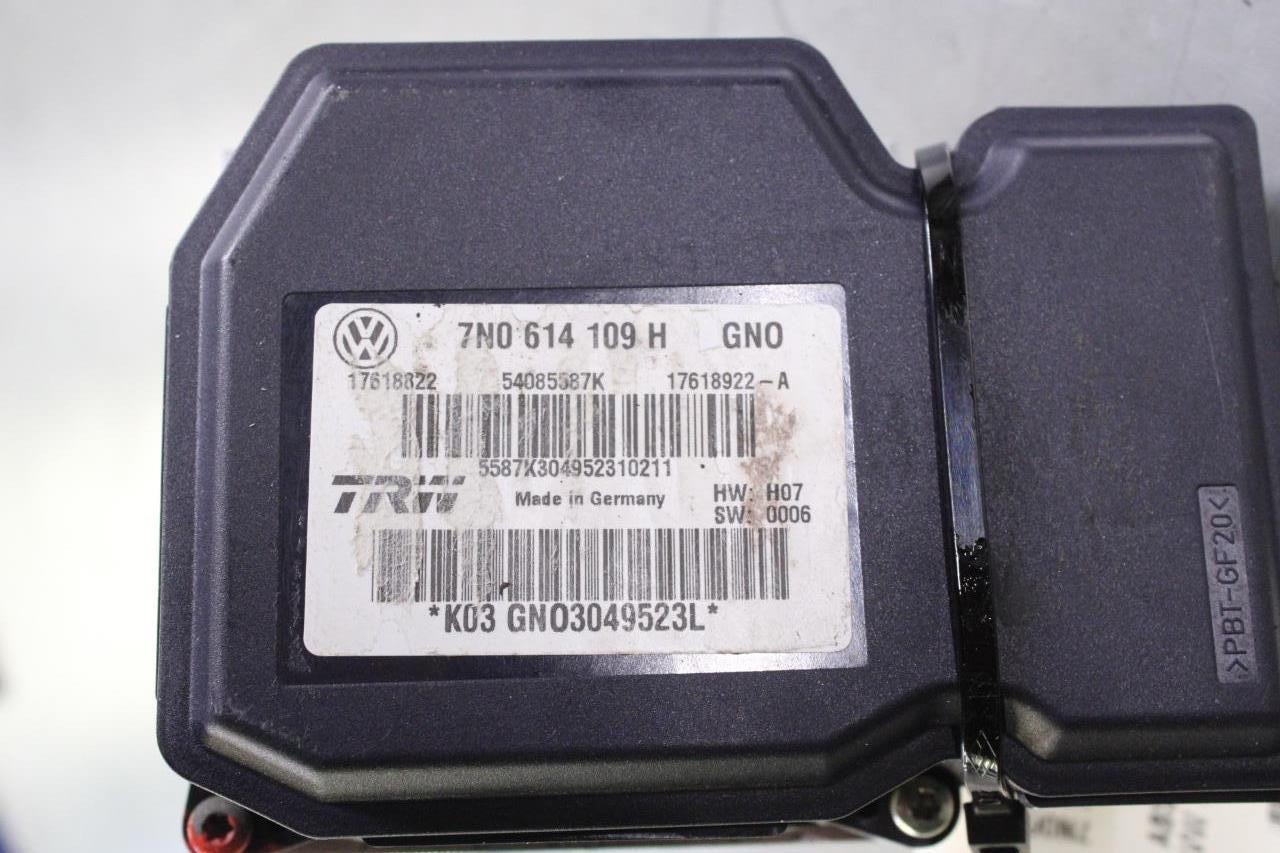 7N0 614 109 H GNO
17618822 54085587K 17618922-A
5587K304952310211
TRW Made in Germany HW: H07
SW: 0006
*K03 GNO3049523L*
>PBT-GF20<